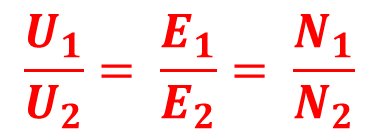 U₁/U₂ = E₁/E₂ = N₁/N₂